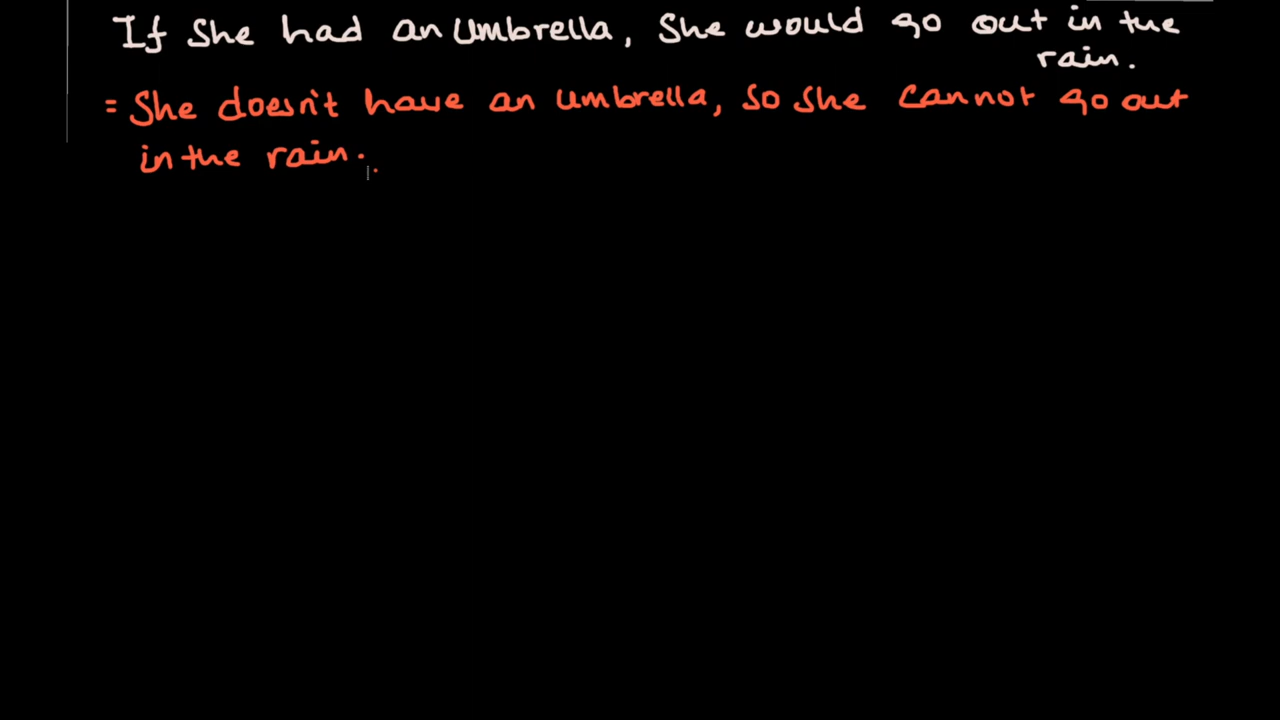 If She had an Umbrella, She would go out in the
rain.
= She doesn't have an Umbrella, So She cannot go out
in the rain.